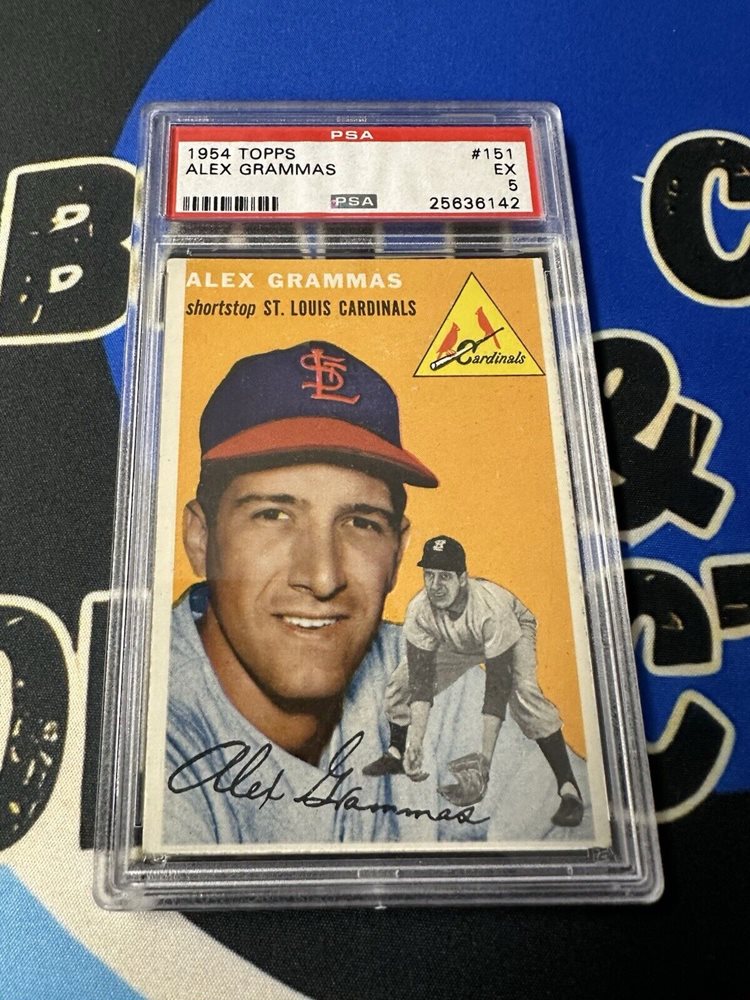 PSA
1954 TOPPS #151
ALEX GRAMMAS EX
5
PSA 25636142
ALEX GRAMMAS
shortstop ST. LOUIS CARDINALS
Cardinals
STL
Alex Grammas
B C
&